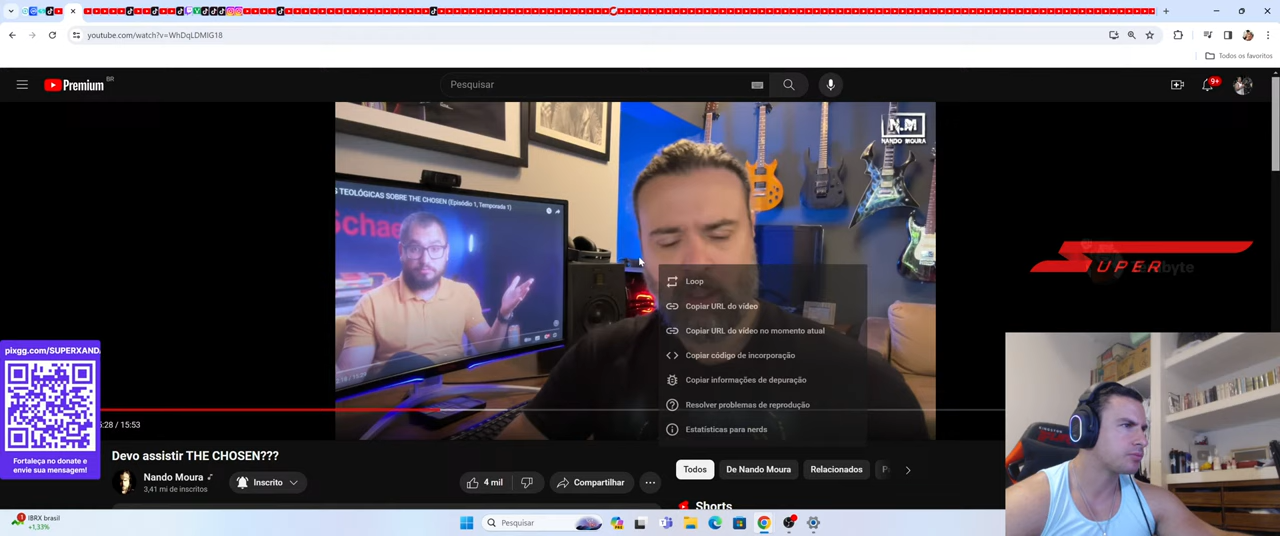 youtube.com/watch?v=WhDqLDMIG18
Todos os favoritos
Premium BR
Pesquisar
9+
N.M
NANDO MOURA
S TEOLÓGICAS SOBRE THE CHOSEN (Episódio 1, Temporada 1)
Schae
Loop
Copiar URL do vídeo
Copiar URL do vídeo no momento atual
Copiar código de incorporação
Copiar informações de depuração
Resolver problemas de reprodução
Estatísticas para nerds
SUPER
byte
pixgg.com/SUPERXAND
Fortaleça no donate e
envie sua mensagem!
:28 / 15:53
Devo assistir THE CHOSEN???
Nando Moura
3,41 mi de inscritos
Inscrito
4 mil
Compartilhar
Todos
De Nando Moura
Relacionados
Shorts
1
IBRX brasil
+1,33%
Pesquisar